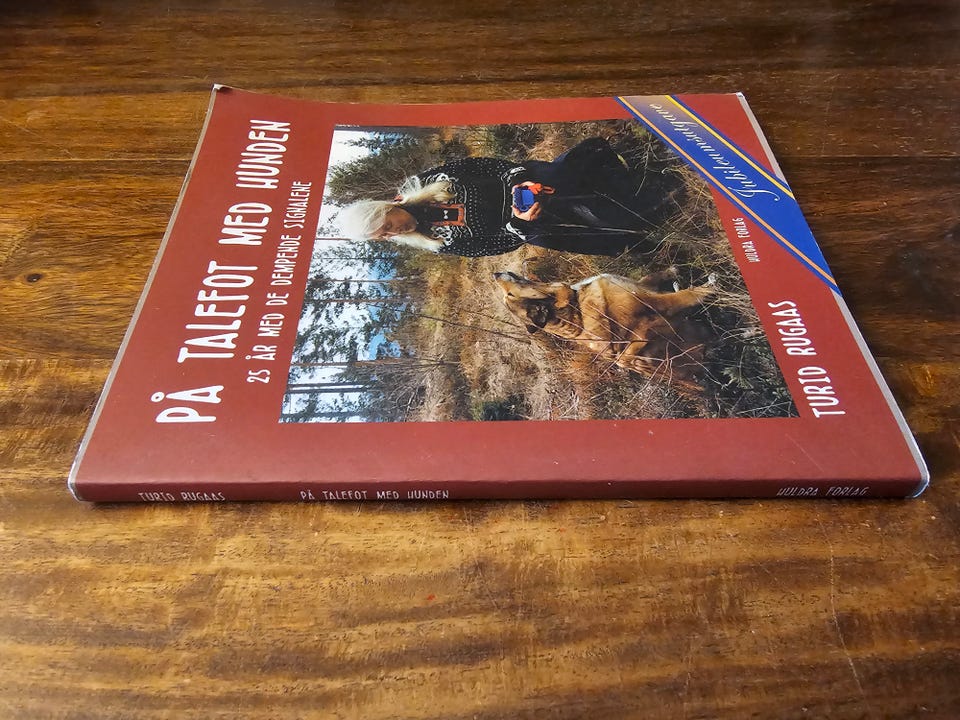 PÅ TALEFOT MED HUNDEN
25 ÅR MED DE DEMPENDE SIGNALENE
Jubileumsutgave
HULDRA FORLAG
TURID RUGAAS
TURID RUGAAS PÅ TALEFOT MED HUNDEN HULDRA FORLAG